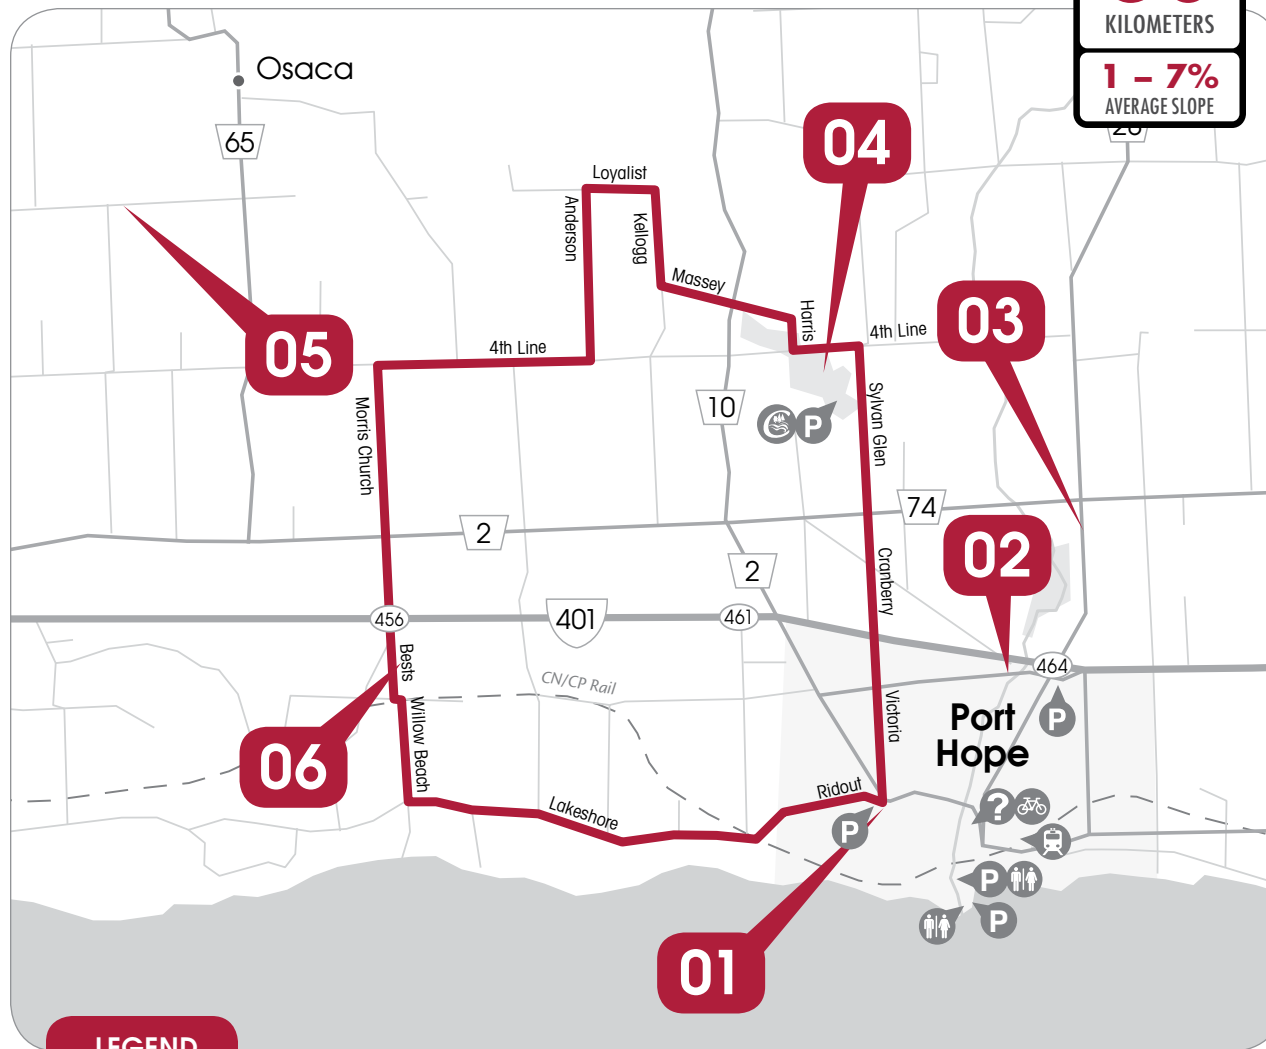 KILOMETERS
1 – 7%
AVERAGE SLOPE
Osaca
65
04
Loyalist
Anderson
Kellogg
Massey
Harris
4th Line
03
05
4th Line
10
P
Morris Church
Sylvan Glen
74
2
02
2
Cranberry
456
401
461
464
Bests
CN/CP Rail
Willow Beach
Victoria
Port
Hope
P
06
Ridout
Lakeshore
P
?
P
P
01
LEGEND